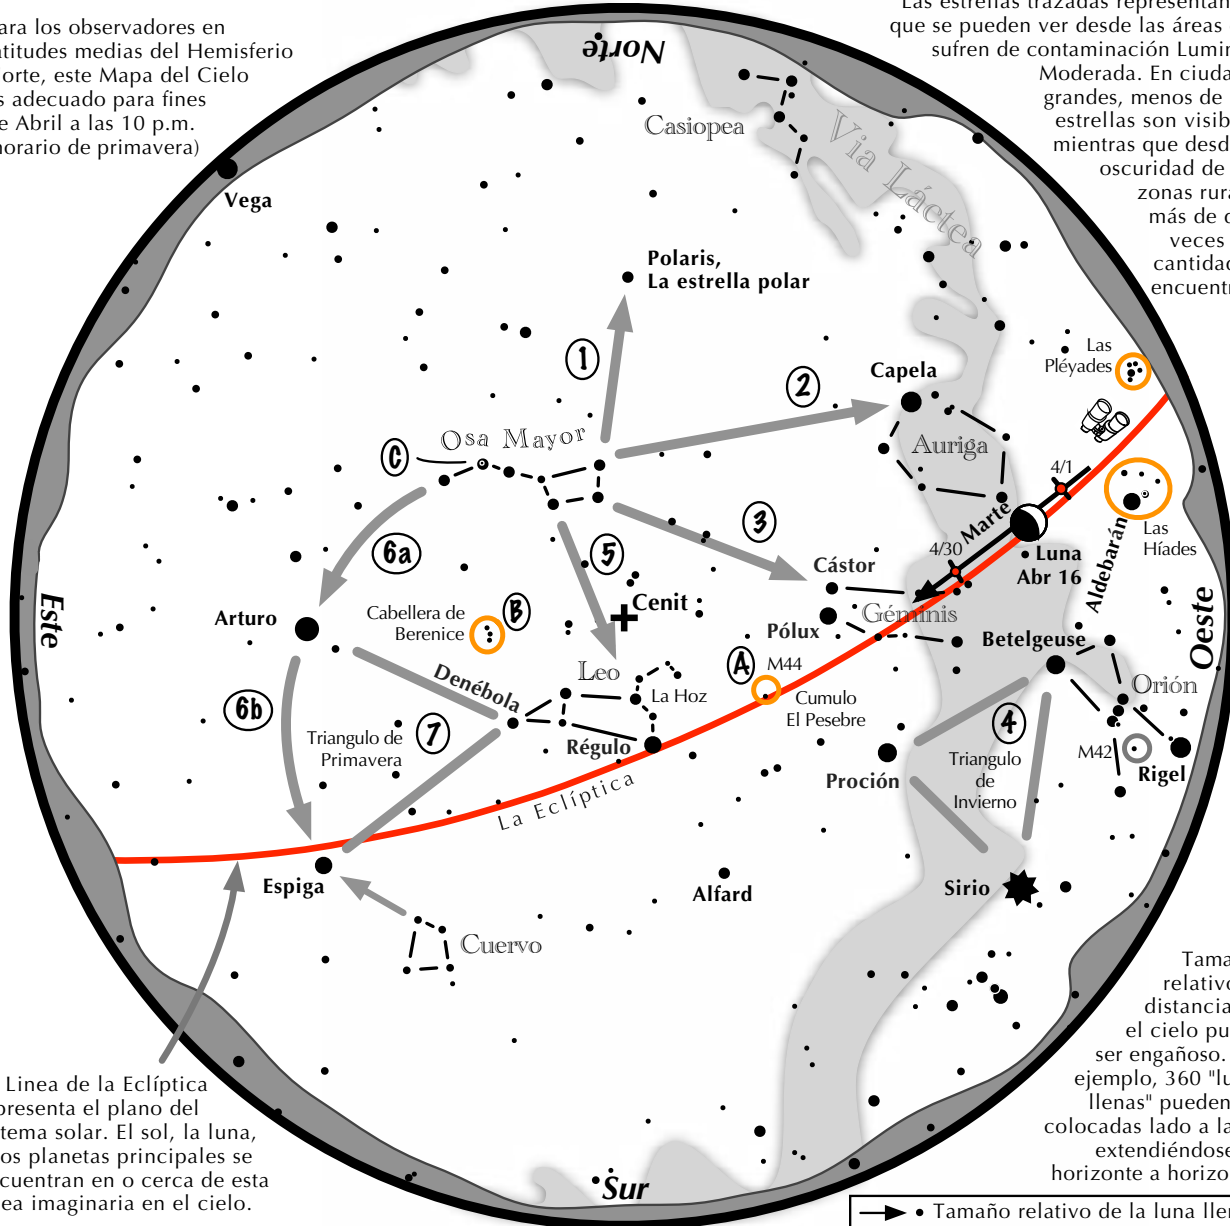 ara los observadores en
atitudes medias del Hemisferio
orte, este Mapa del Cielo
s adecuado para fines
e Abril a las 10 p.m.
horario de primavera)
Las estrellas trazadas representan
que se pueden ver desde las áreas
sufren de contaminación Lumin
Moderada. En ciuda
grandes, menos de
estrellas son visib
mientras que desd
oscuridad de
zonas rura
más de d
veces
cantidad
encuentr
Norte
Casiopea
Via Láctea
Vega
Polaris,
La estrella polar
1
2
Capela
Las
Pléyades
Osa Mayor
C
Auriga
4/1
Marte
4/30
Luna
Abr 16
Aldebarán
Las
Híades
3
5
6a
Cástor
Géminis
Pólux
Betelgeuse
Oeste
Este
Arturo
Cabellera de
Berenice
B
Cenit
A
M44
Cumulo
El Pesebre
Leo
La Hoz
Denébola
Régulo
Orión
6b
7
Triangulo de
Primavera
4
Triangulo
de
Invierno
M42
Rigel
Proción
La Eclíptica
Espiga
Alfard
Sirio
Cuervo
Linea de la Eclíptica
presenta el plano del
tema solar. El sol, la luna,
os planetas principales se
cuentran en o cerca de esta
ea imaginaria en el cielo.
Tama
relativo
distancia
el cielo pu
ser engañoso.
ejemplo, 360 "lu
llenas" pueden
colocadas lado a la
extendiéndose
horizonte a horizo
Sur
Tamaño relativo de la luna lle